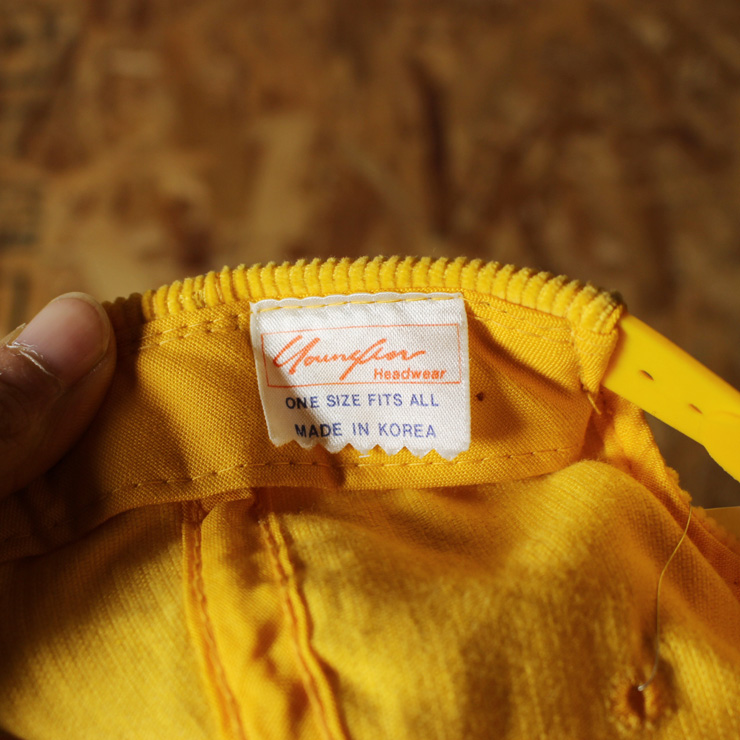 Youngan
Headwear
ONE SIZE FITS ALL
MADE IN KOREA